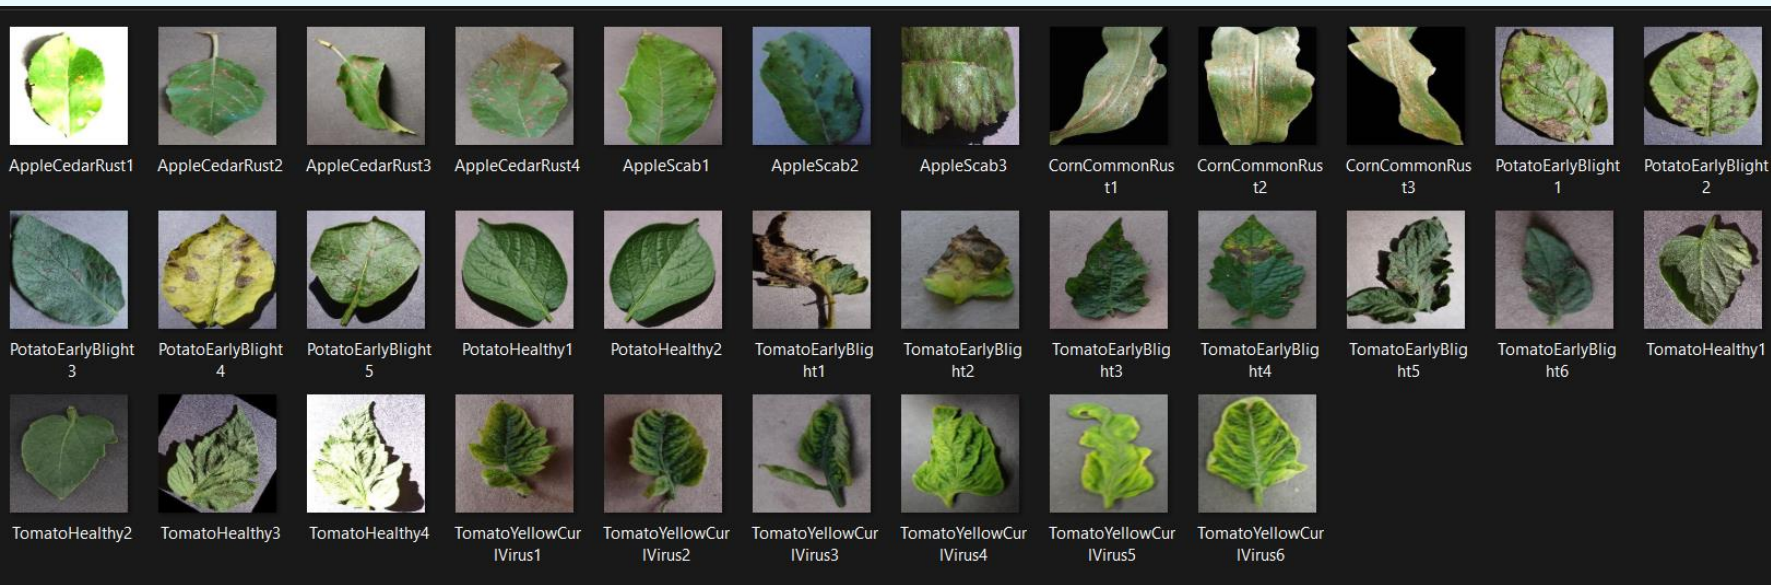 AppleCedarRust1 AppleCedarRust2 AppleCedarRust3 AppleCedarRust4 AppleScab1 AppleScab2 AppleScab3 CornCommonRus CornCommonRus CornCommonRus PotatoEarlyBlight PotatoEarlyBlight
t1 t2 t3 1 2
PotatoEarlyBlight PotatoEarlyBlight PotatoEarlyBlight PotatoHealthy1 PotatoHealthy2 TomatoEarlyBlig TomatoEarlyBlig TomatoEarlyBlig TomatoEarlyBlig TomatoEarlyBlig TomatoEarlyBlig TomatoHealthy1
3 4 5 ht1 ht2 ht3 ht4 ht5 ht6
TomatoHealthy2 TomatoHealthy3 TomatoHealthy4 TomatoYellowCur TomatoYellowCur TomatoYellowCur TomatoYellowCur TomatoYellowCur TomatoYellowCur
lVirus1 lVirus2 lVirus3 lVirus4 lVirus5 lVirus6